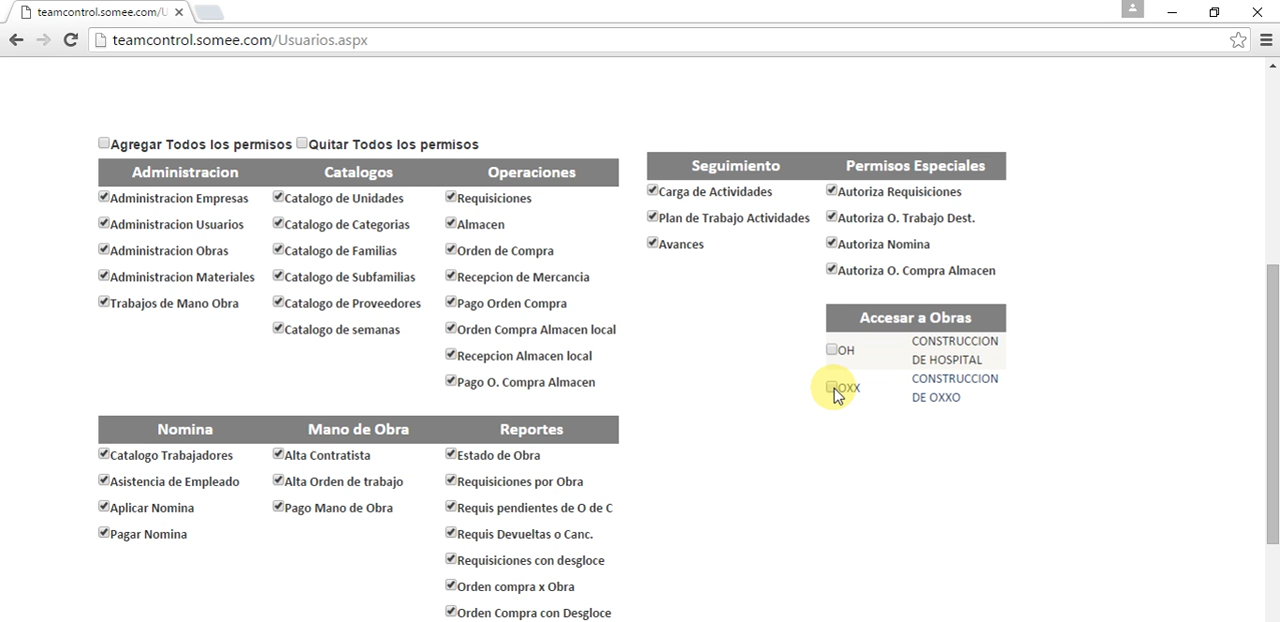 teamcontrol.somee.com/U
teamcontrol.somee.com/Usuarios.aspx
Agregar Todos los permisos Quitar Todos los permisos
Administracion Catalogos Operaciones
Administracion Empresas Catalogo de Unidades Requisiciones
Administracion Usuarios Catalogo de Categorias Almacen
Administracion Obras Catalogo de Familias Orden de Compra
Administracion Materiales Catalogo de Subfamilias Recepcion de Mercancia
Trabajos de Mano Obra Catalogo de Proveedores Pago Orden Compra
Catalogo de semanas Orden Compra Almacen local
Recepcion Almacen local
Pago O. Compra Almacen
Seguimiento Permisos Especiales
Carga de Actividades Autoriza Requisiciones
Plan de Trabajo Actividades Autoriza O. Trabajo Dest.
Avances Autoriza Nomina
Autoriza O. Compra Almacen
Accesar a Obras
OH CONSTRUCCION
DE HOSPITAL
OXX CONSTRUCCION
DE OXXO
Nomina Mano de Obra Reportes
Catalogo Trabajadores Alta Contratista Estado de Obra
Asistencia de Empleado Alta Orden de trabajo Requisiciones por Obra
Aplicar Nomina Pago Mano de Obra Requis pendientes de O de C
Pagar Nomina Requis Devueltas o Canc.
Requisiciones con desgloce
Orden compra x Obra
Orden Compra con Desgloce